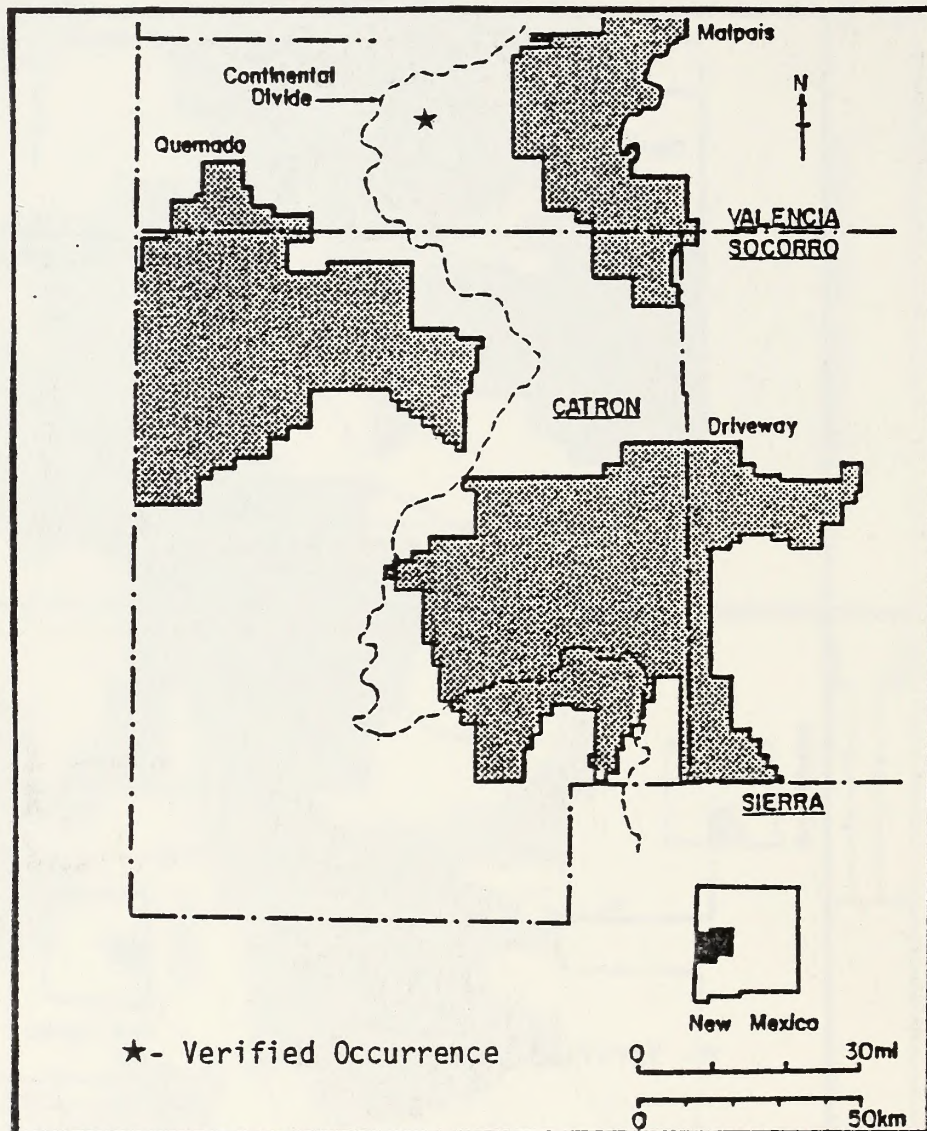 Malpais
Continental
Divide
N
Quemado
VALENCIA
SOCORRO
CATRON
Driveway
SIERRA
New Mexico
★- Verified Occurrence
0 30mi
0 50km